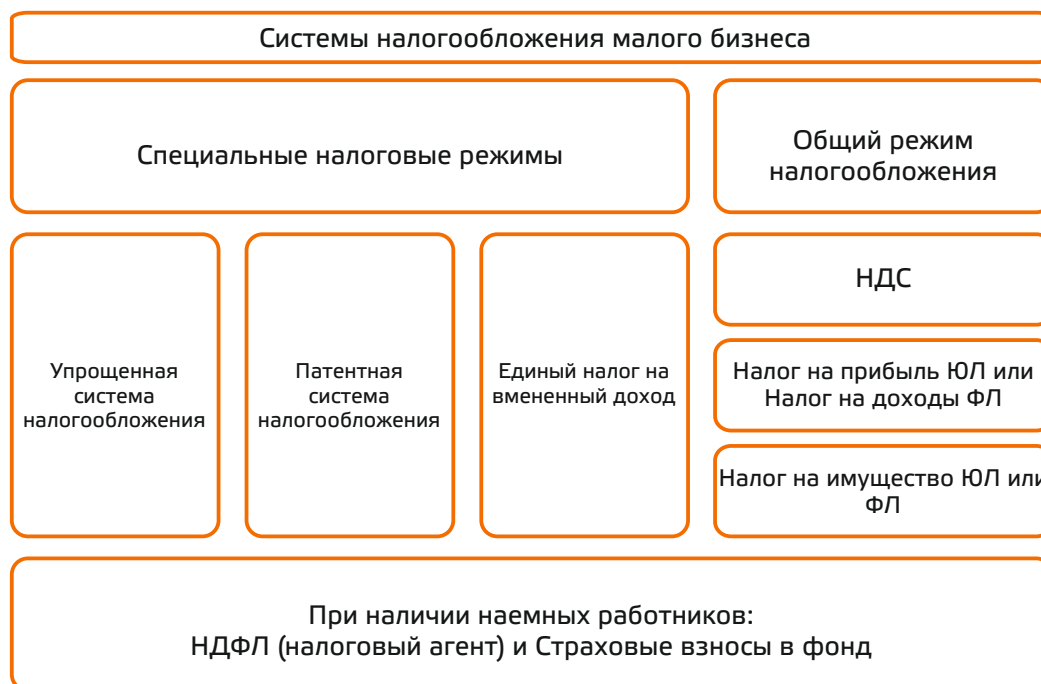 Системы налогообложения малого бизнеса
Специальные налоговые режимы
Общий режим
налогообложения
Упрощенная
система
налогообложения
Патентная
система
налогообложения
Единый налог на
вмененный доход
НДС
Налог на прибыль ЮЛ или
Налог на доходы ФЛ
Налог на имущество ЮЛ или
ФЛ
При наличии наемных работников:
НДФЛ (налоговый агент) и Страховые взносы в фонд